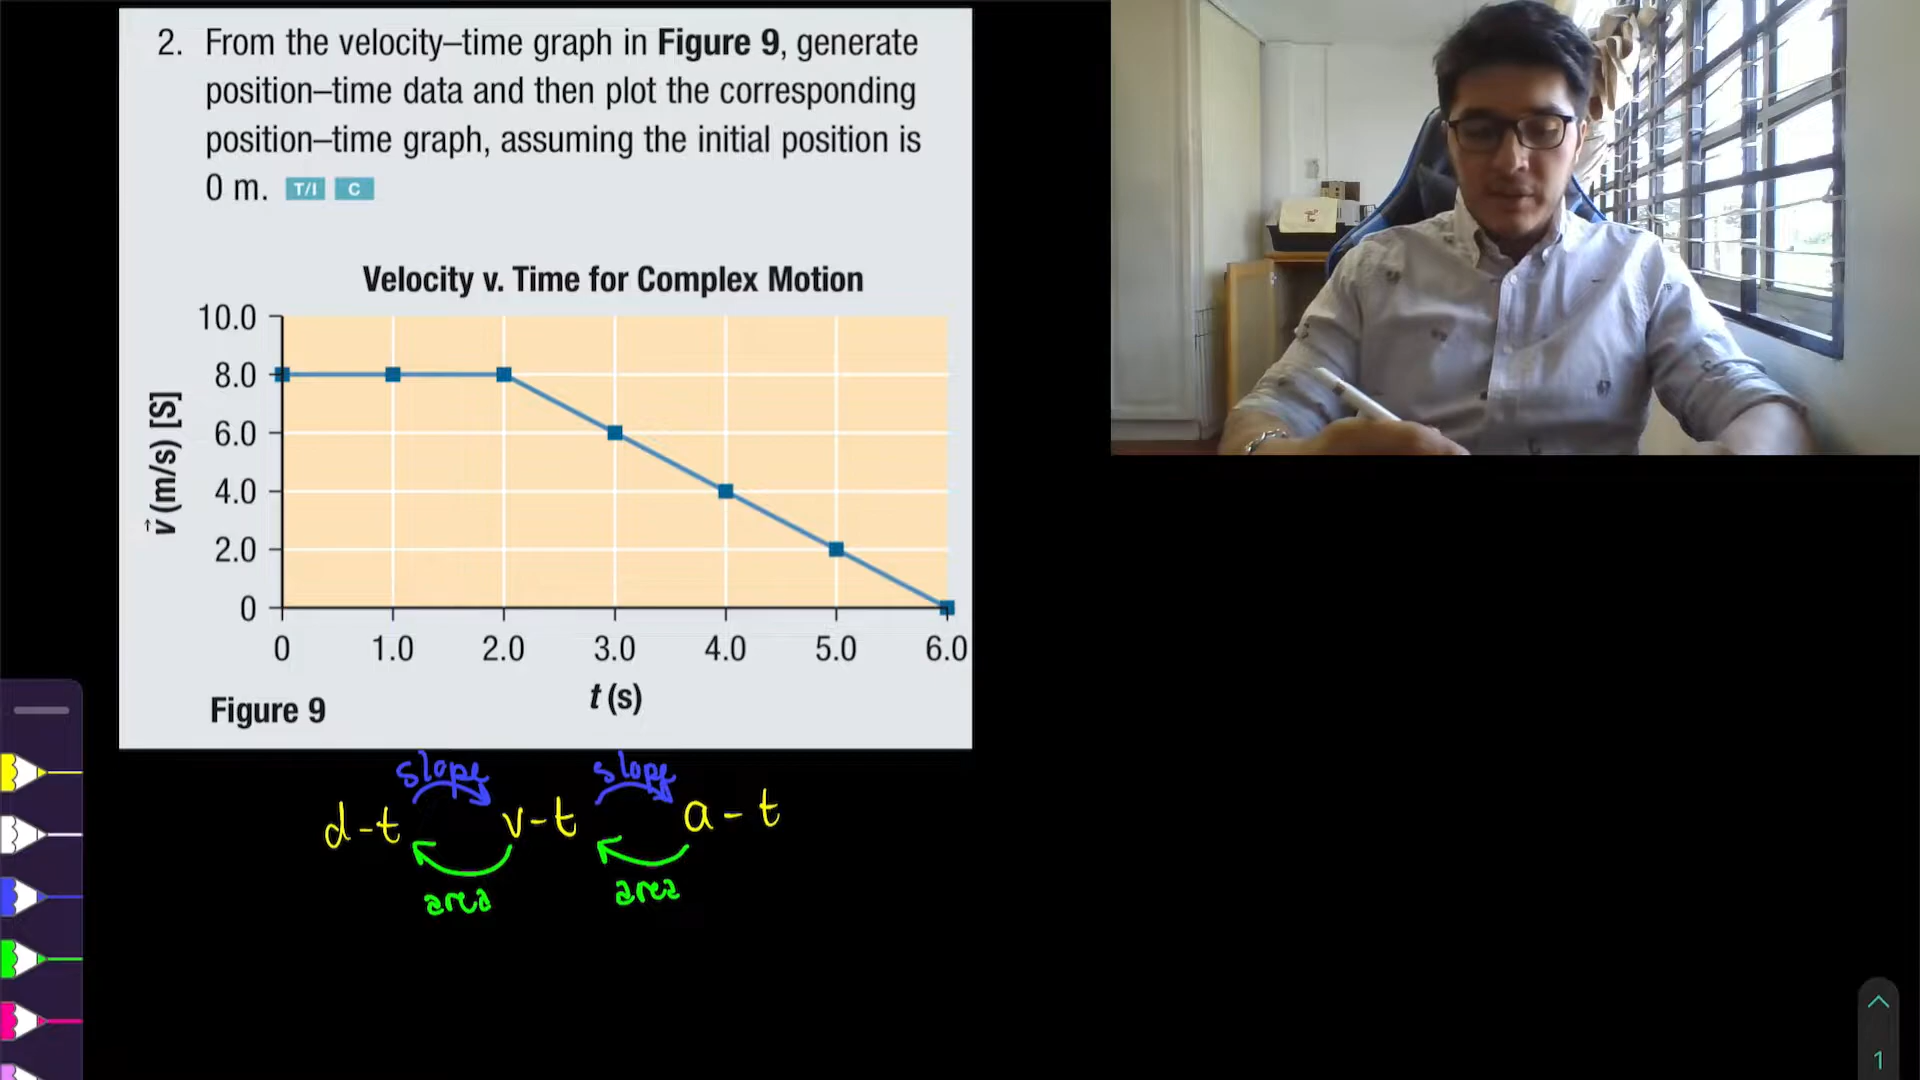 2. From the velocity–time graph in Figure 9, generate
position–time data and then plot the corresponding
position–time graph, assuming the initial position is
0 m. T/I C
Velocity v. Time for Complex Motion
10.0
8.0
6.0
4.0
2.0
0
v⃗ (m/s) [S]
0 1.0 2.0 3.0 4.0 5.0 6.0
t (s)
Figure 9
slope slope
d-t v-t a-t
area area
1